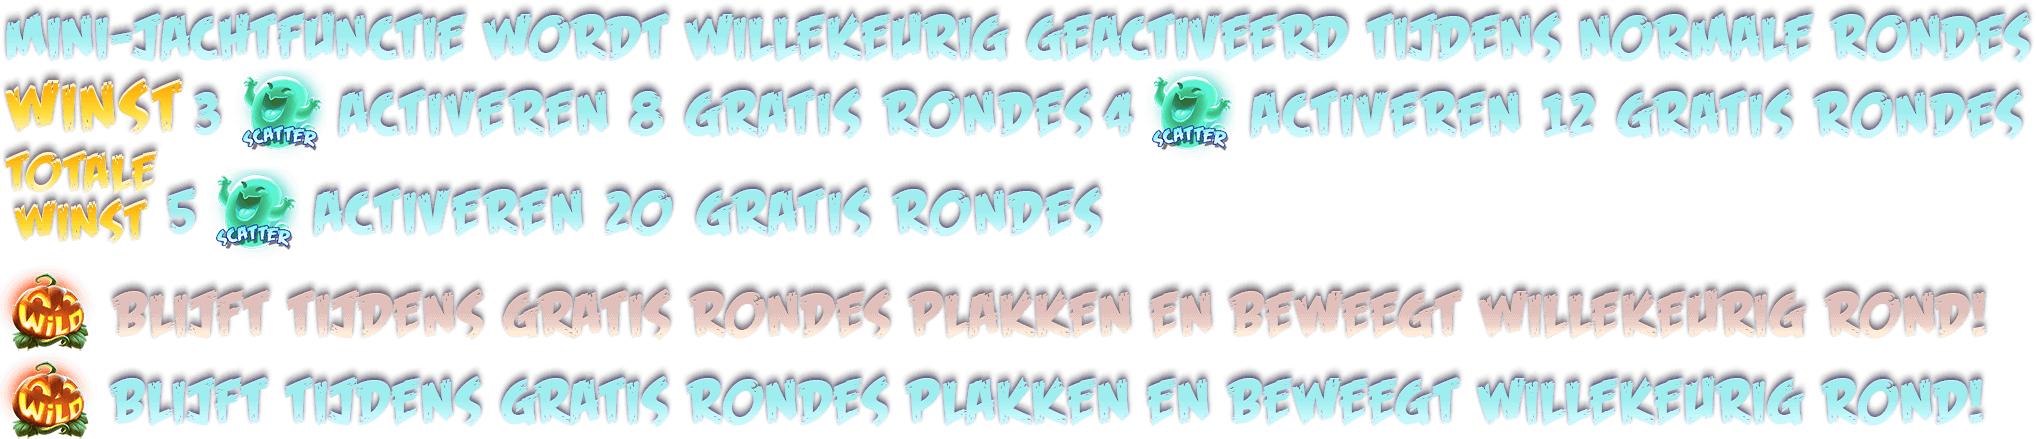 MINI-JACHTFUNCTIE WORDT WILLEKEURIG GEACTIVEERD TIJDENS NORMALE RONDES
WINST
3 SCATTER ACTIVEREN 8 GRATIS RONDES
4 SCATTER ACTIVEREN 12 GRATIS RONDES
TOTALE
WINST
5 SCATTER ACTIVEREN 20 GRATIS RONDES
WILD BLIJFT TIJDENS GRATIS RONDES PLAKKEN EN BEWEEGT WILLEKEURIG ROND!
WILD BLIJFT TIJDENS GRATIS RONDES PLAKKEN EN BEWEEGT WILLEKEURIG ROND!